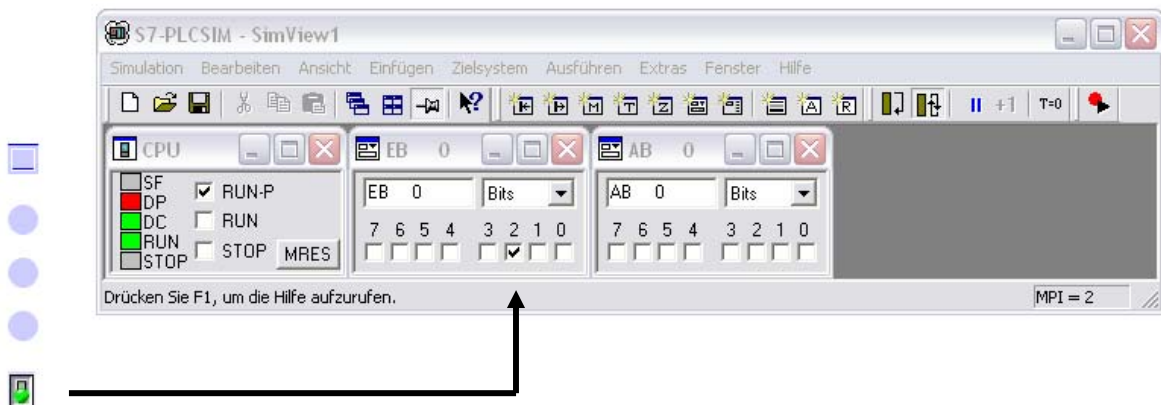 S7-PLCSIM - SimView1
Simulation Bearbeiten Ansicht Einfügen Zielsystem Ausführen Extras Fenster Hilfe
+1 T=0
CPU
SF
DP
DC
RUN
STOP
RUN-P
RUN
STOP
MRES
EB 0
EB 0 Bits
7 6 5 4 3 2 1 0
AB 0
AB 0 Bits
7 6 5 4 3 2 1 0
Drücken Sie F1, um die Hilfe aufzurufen. MPI = 2